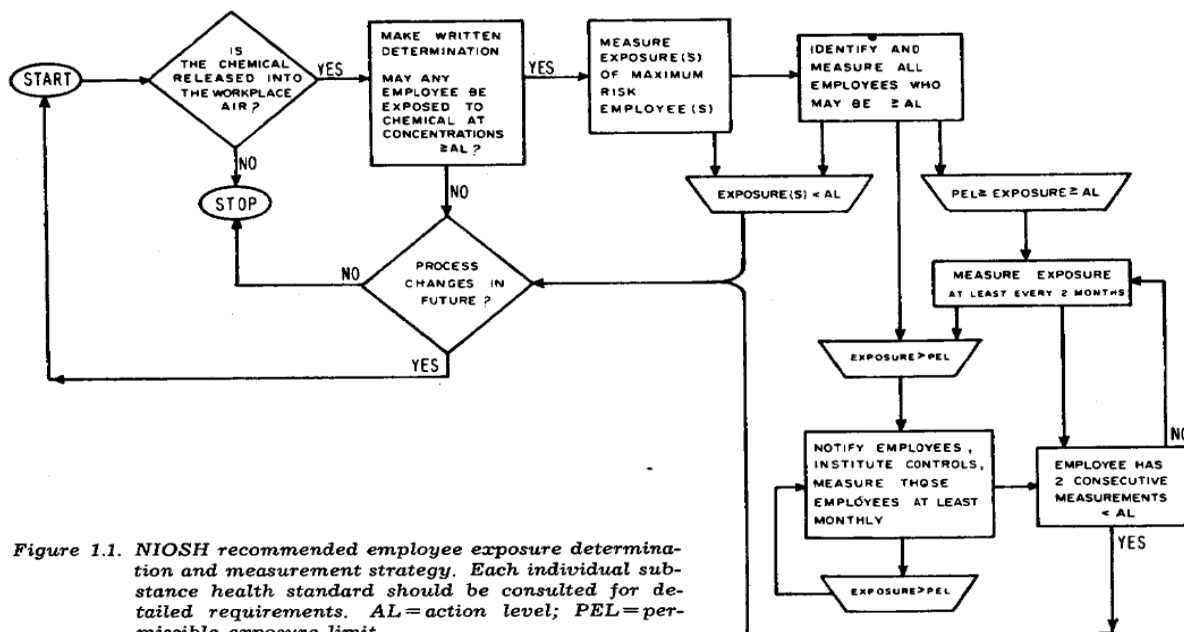 START
IS
THE CHEMICAL
RELEASED INTO
THE WORKPLACE
AIR?
YES
NO
STOP
MAKE WRITTEN
DETERMINATION
MAY ANY
EMPLOYEE BE
EXPOSED TO
CHEMICAL AT
CONCENTRATIONS
≥AL?
YES
NO
MEASURE
EXPOSURE(S)
OF MAXIMUM
RISK
EMPLOYEE(S)
IDENTIFY AND
MEASURE ALL
EMPLOYEES WHO
MAY BE ≥AL
EXPOSURE(S) < AL
PEL≥ EXPOSURE ≥ AL
PROCESS
CHANGES IN
FUTURE?
NO
YES
MEASURE EXPOSURE
AT LEAST EVERY 2 MONTHS
EXPOSURE>PEL
NOTIFY EMPLOYEES,
INSTITUTE CONTROLS,
MEASURE THOSE
EMPLOYEES AT LEAST
MONTHLY
EMPLOYEE HAS
2 CONSECUTIVE
MEASUREMENTS
< AL
NO
YES
EXPOSURE>PEL
Figure 1.1. NIOSH recommended employee exposure determina-
tion and measurement strategy. Each individual sub-
stance health standard should be consulted for de-
tailed requirements. AL=action level; PEL=per-
missible exposure limit